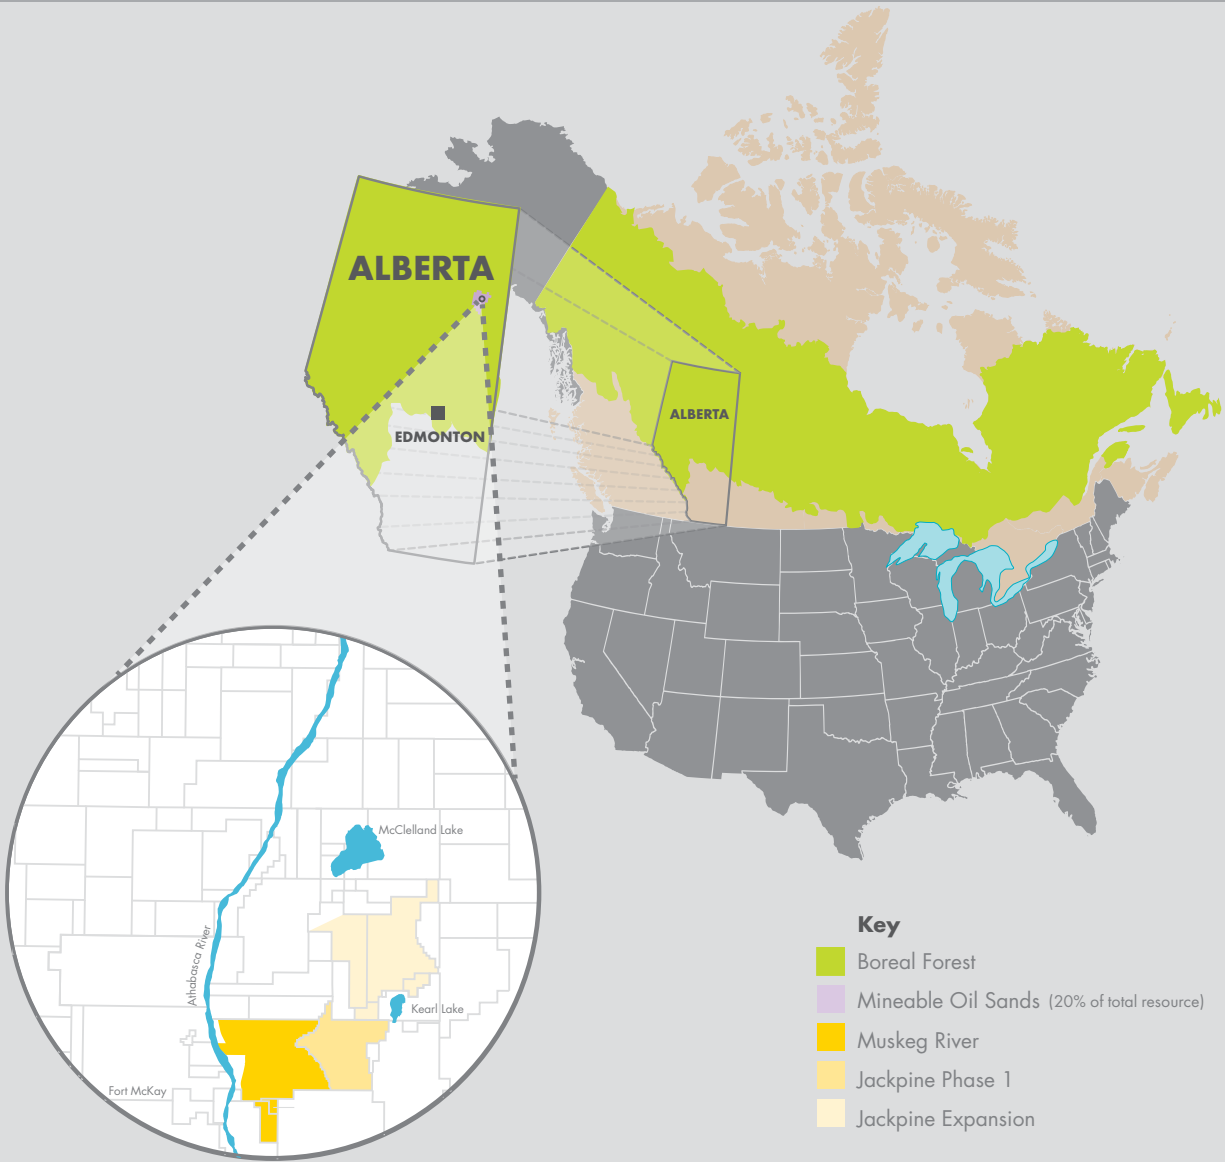 ALBERTA
ALBERTA
EDMONTON
McClelland Lake
Athabasca River
Kearl Lake
Fort McKay
Key
Boreal Forest
Mineable Oil Sands (20% of total resource)
Muskeg River
Jackpine Phase 1
Jackpine Expansion